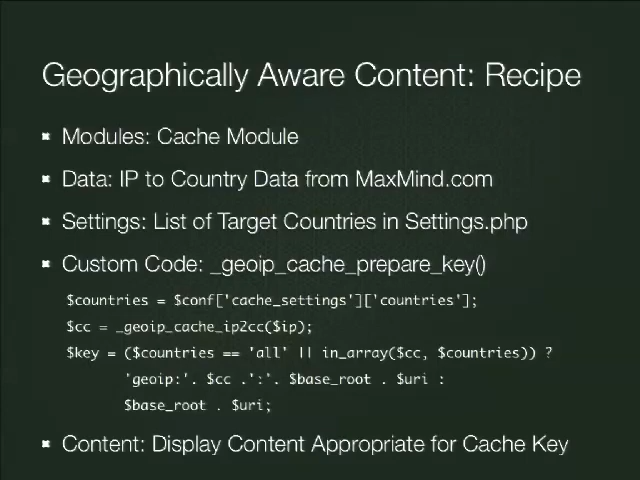 Geographically Aware Content: Recipe
Modules: Cache Module
Data: IP to Country Data from MaxMind.com
Settings: List of Target Countries in Settings.php
Custom Code: _geoip_cache_prepare_key()
$countries = $conf['cache_settings']['countries'];
$cc = _geoip_cache_ip2cc($ip);
$key = ($countries == 'all' || in_array($cc, $countries)) ?
'geoip:'. $cc .':'. $base_root . $uri :
$base_root . $uri;
Content: Display Content Appropriate for Cache Key